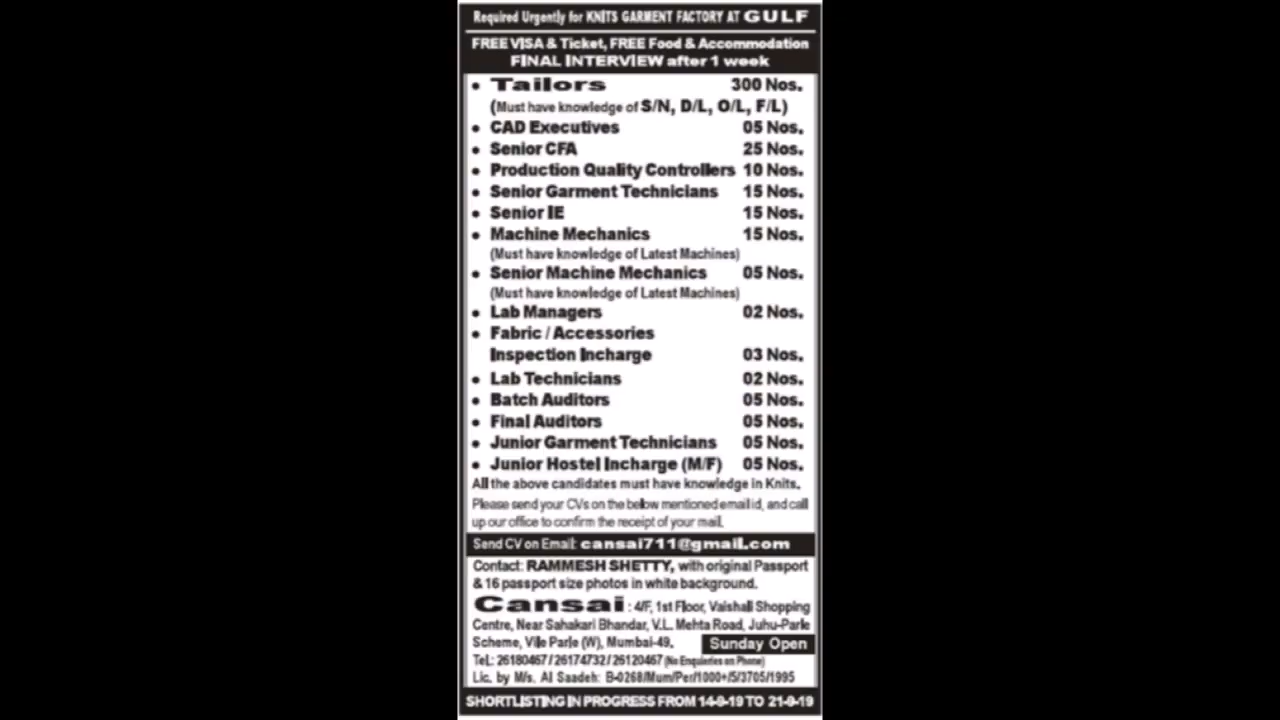 Required Urgently for KNITS GARMENT FACTORY AT GULF
FREE VISA & Ticket, FREE Food & Accommodation
FINAL INTERVIEW after 1 week
• Tailors 300 Nos.
(Must have knowledge of S/N, D/L, O/L, F/L)
• CAD Executives 05 Nos.
• Senior CFA 25 Nos.
• Production Quality Controllers 10 Nos.
• Senior Garment Technicians 15 Nos.
• Senior IE 15 Nos.
• Machine Mechanics 15 Nos.
(Must have knowledge of Latest Machines)
• Senior Machine Mechanics 05 Nos.
(Must have knowledge of Latest Machines)
• Lab Managers 02 Nos.
• Fabric / Accessories
Inspection Incharge 03 Nos.
• Lab Technicians 02 Nos.
• Batch Auditors 05 Nos.
• Final Auditors 05 Nos.
• Junior Garment Technicians 05 Nos.
• Junior Hostel Incharge (M/F) 05 Nos.
All the above candidates must have knowledge in Knits.
Please send your CVs on the below mentioned email id, and call
up our office to confirm the receipt of your mail.
Send CV on Email: cansai711@gmail.com
Contact: RAMMESH SHETTY, with original Passport
& 16 passport size photos in white background.
Cansai : 4/F, 1st Floor, Vaishali Shopping
Centre, Near Sahakari Bhandar, V.L. Mehta Road, Juhu-Parle
Scheme, Vile Parle (W), Mumbai-49. Sunday Open
Tel.: 26180467 / 26174732 / 26120467 (No Enquiries on Phone)
Lic. by M/s. Al Saadeh: B-0268/Mum/Per/1000+/5/3705/1995
SHORTLISTING IN PROGRESS FROM 14-9-19 TO 21-9-19